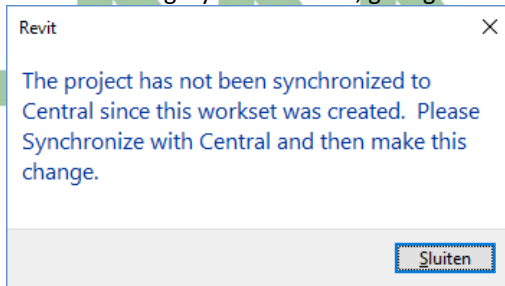 Revit
The project has not been synchronized to
Central since this workset was created. Please
Synchronize with Central and then make this
change.
Sluiten